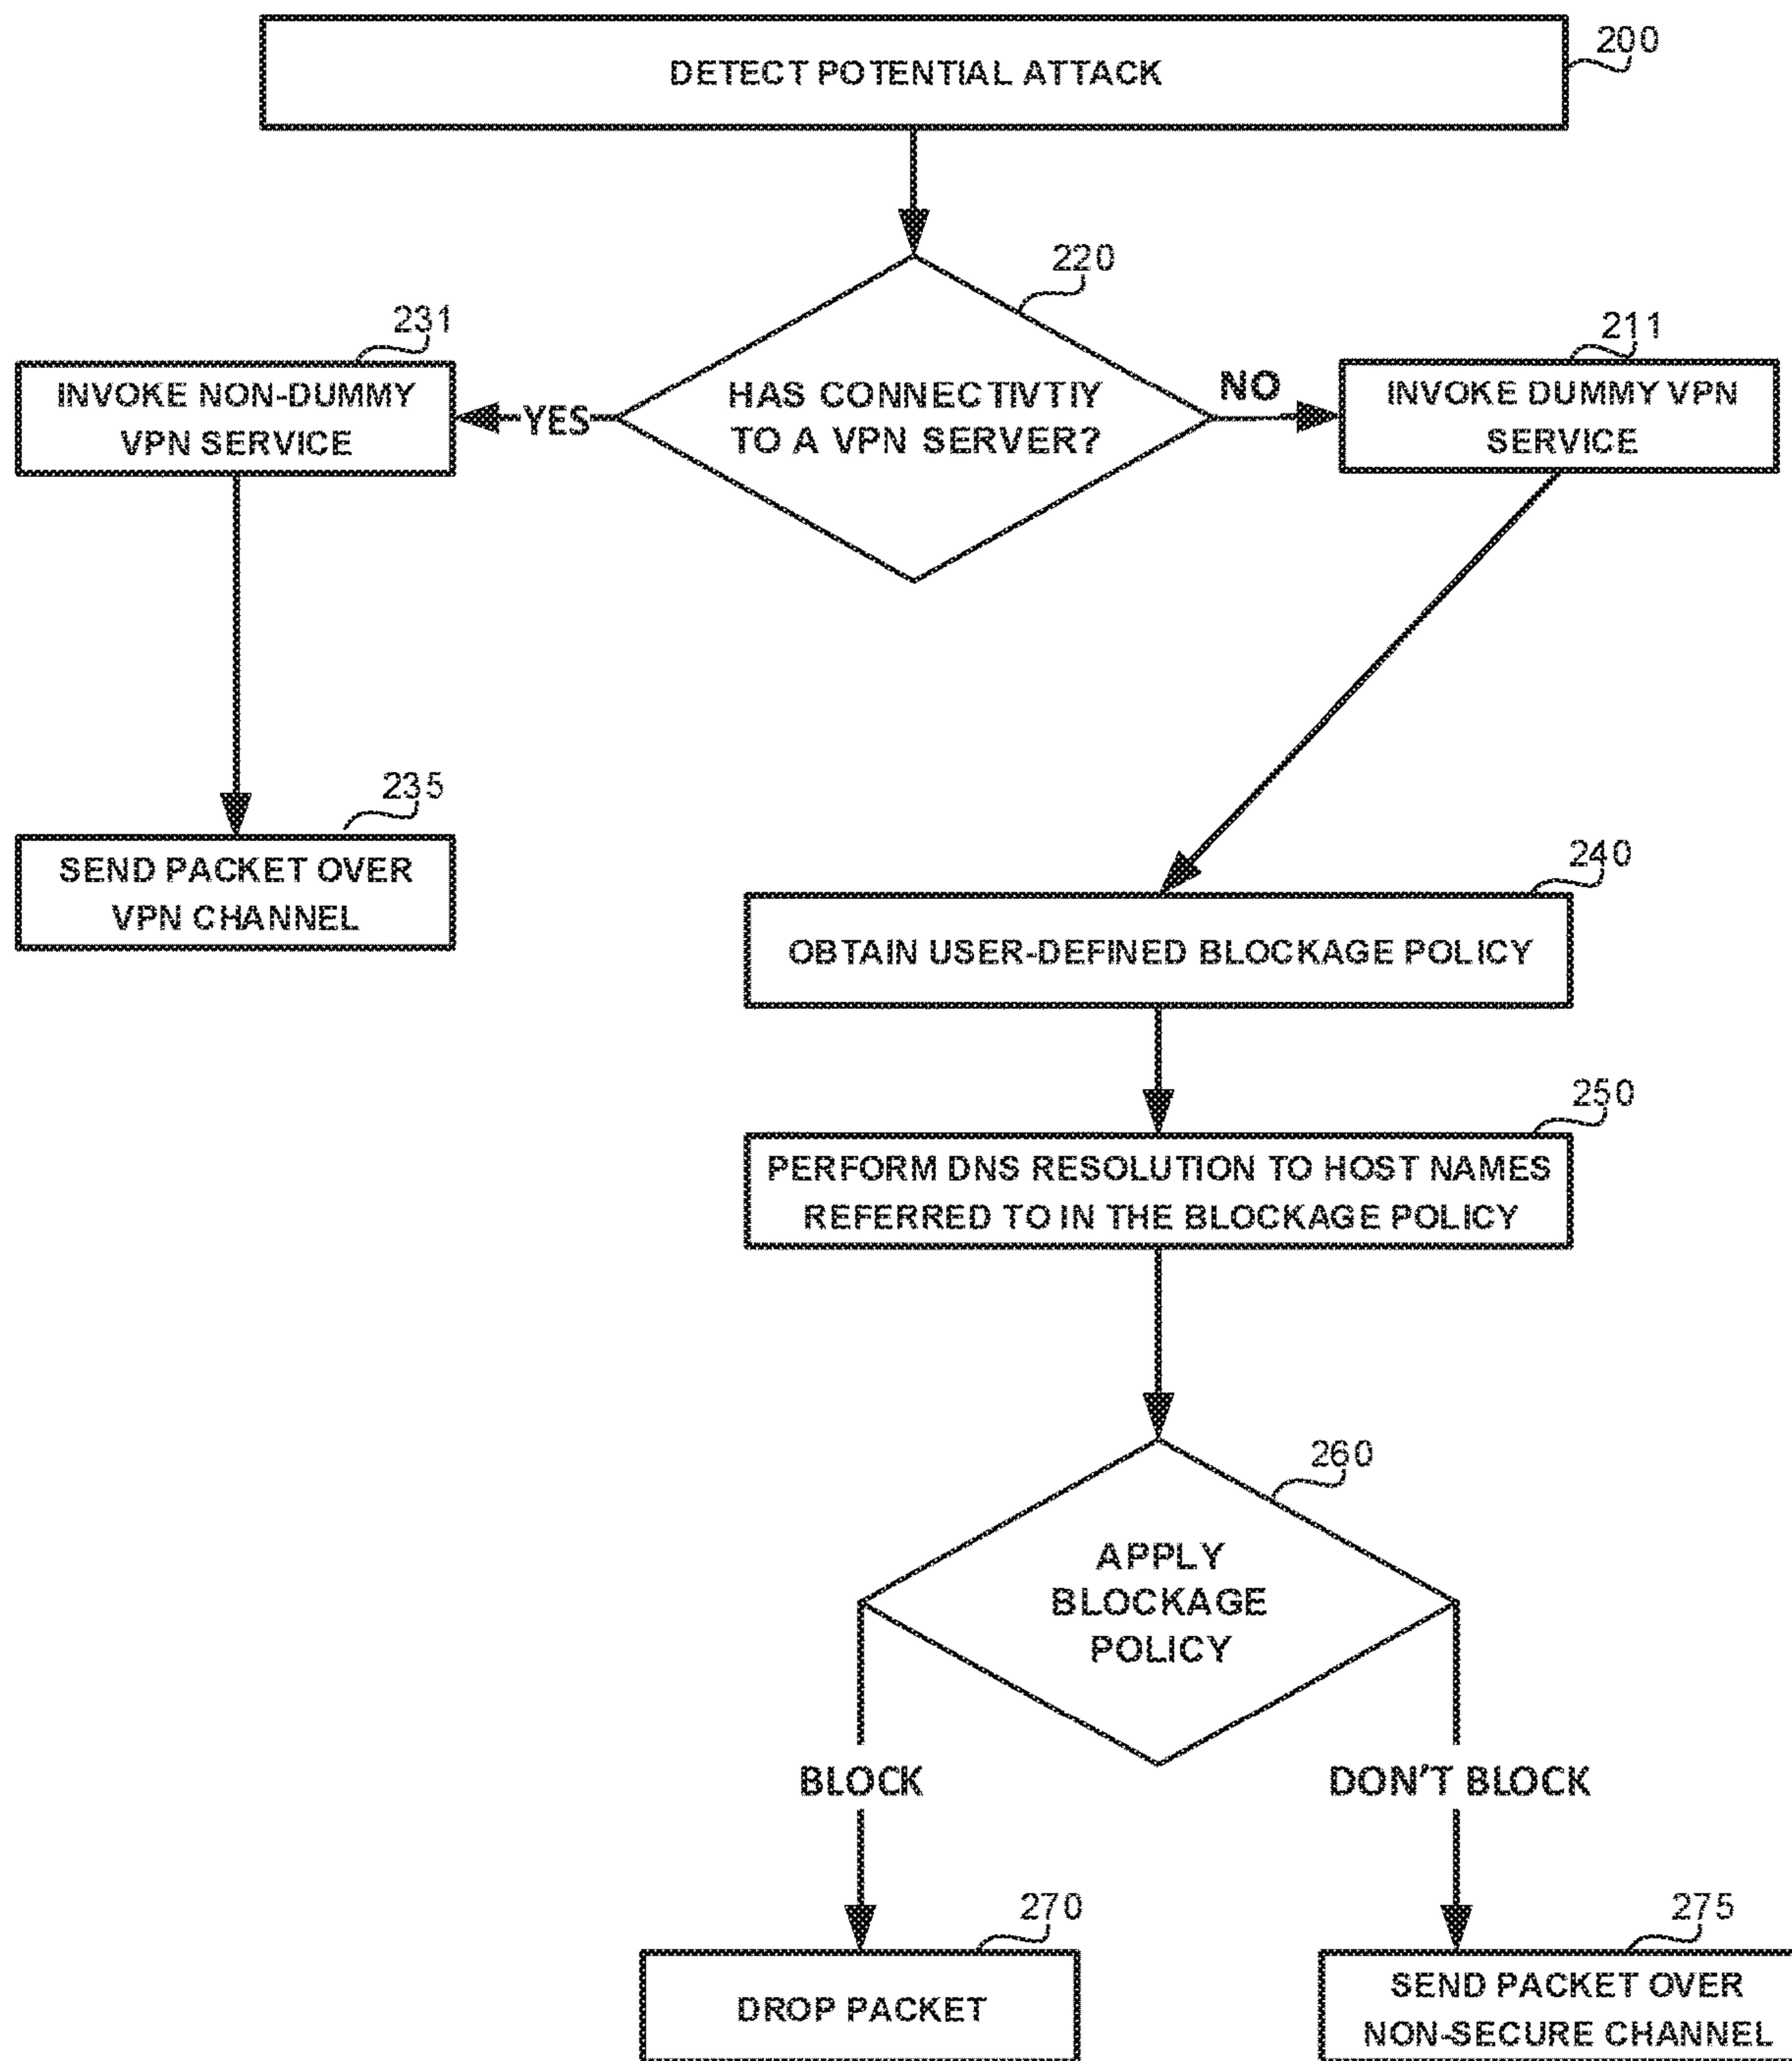 200
DETECT POTENTIAL ATTACK
220
231
211
INVOKE NON-DUMMY
VPN SERVICE
YES
HAS CONNECTIVTIY
TO A VPN SERVER?
NO
INVOKE DUMMY VPN
SERVICE
235
SEND PACKET OVER
VPN CHANNEL
240
OBTAIN USER-DEFINED BLOCKAGE POLICY
250
PERFORM DNS RESOLUTION TO HOST NAMES
REFERRED TO IN THE BLOCKAGE POLICY
260
APPLY
BLOCKAGE
POLICY
BLOCK
DON'T BLOCK
270
275
DROP PACKET
SEND PACKET OVER
NON-SECURE CHANNEL